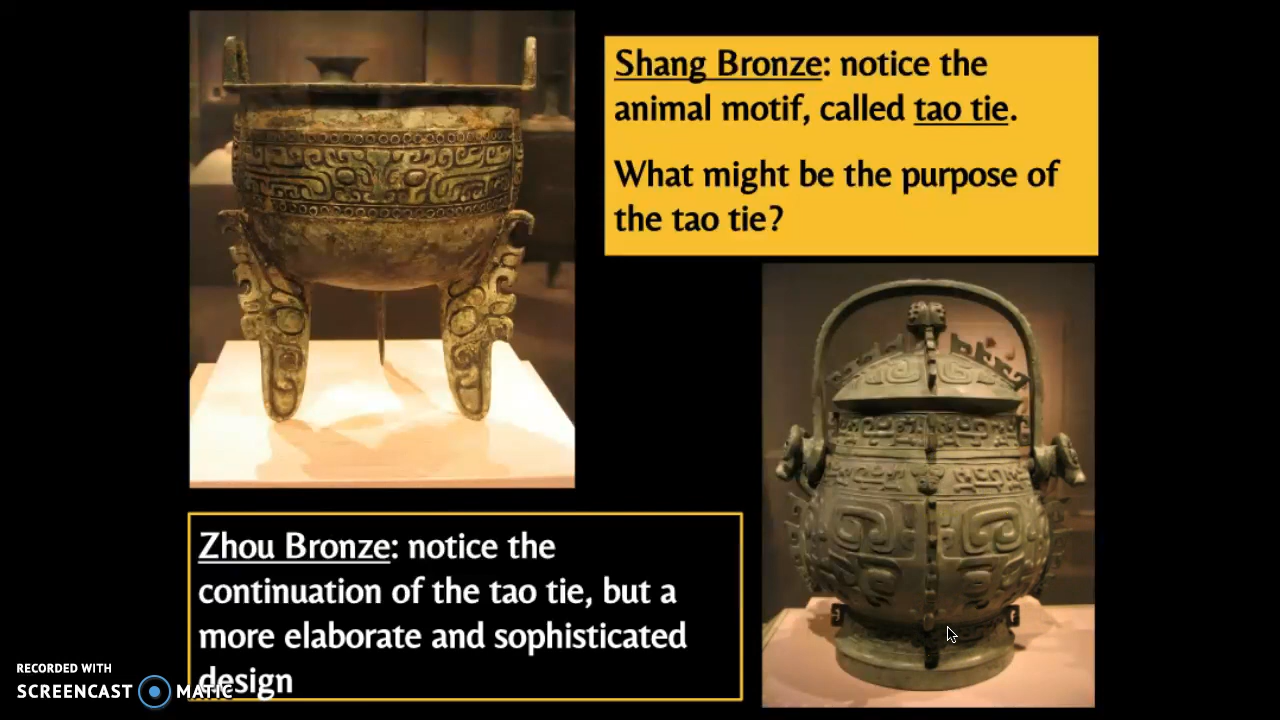 Shang Bronze: notice the
animal motif, called tao tie.
What might be the purpose of
the tao tie?
Zhou Bronze: notice the
continuation of the tao tie, but a
more elaborate and sophisticated
design
RECORDED WITH
SCREENCAST MATIC